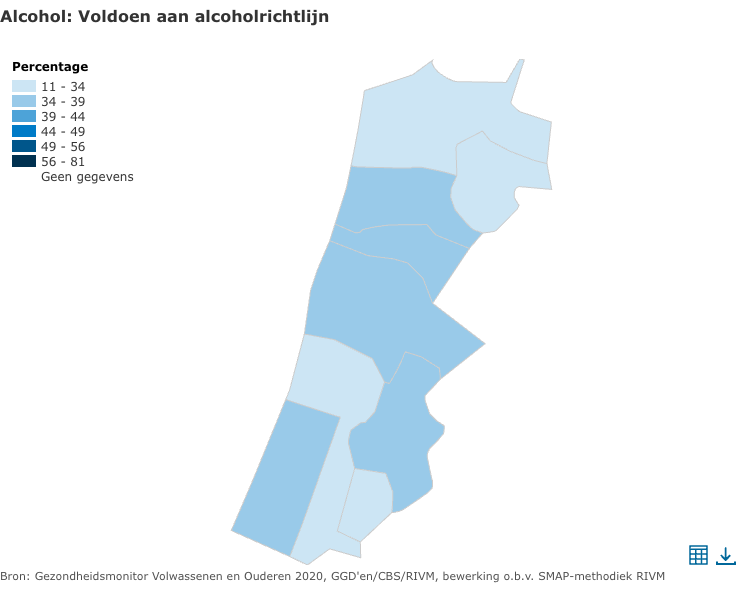 Alcohol: Voldoen aan alcoholrichtlijn
Percentage
11 - 34
34 - 39
39 - 44
44 - 49
49 - 56
56 - 81
Geen gegevens
Bron: Gezondheidsmonitor Volwassenen en Ouderen 2020, GGD'en/CBS/RIVM, bewerking o.b.v. SMAP-methodiek RIVM